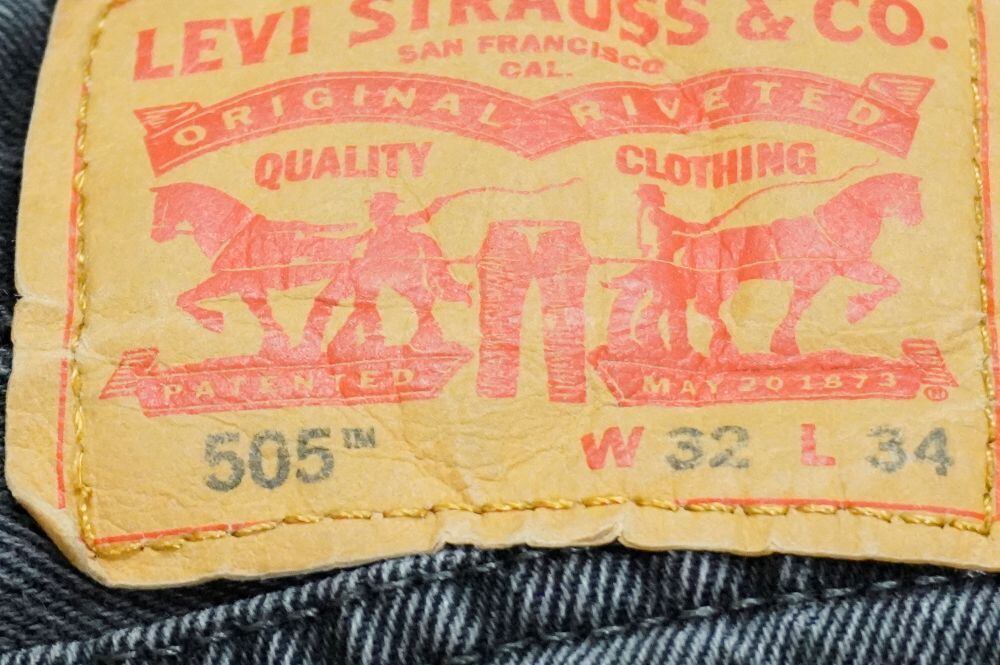 LEVI STRAUSS & CO.
SAN FRANCISCO
CAL.
ORIGINAL RIVETED
QUALITY CLOTHING
PATENTED MAY 20 1873 ®
505™ W 32 L 34